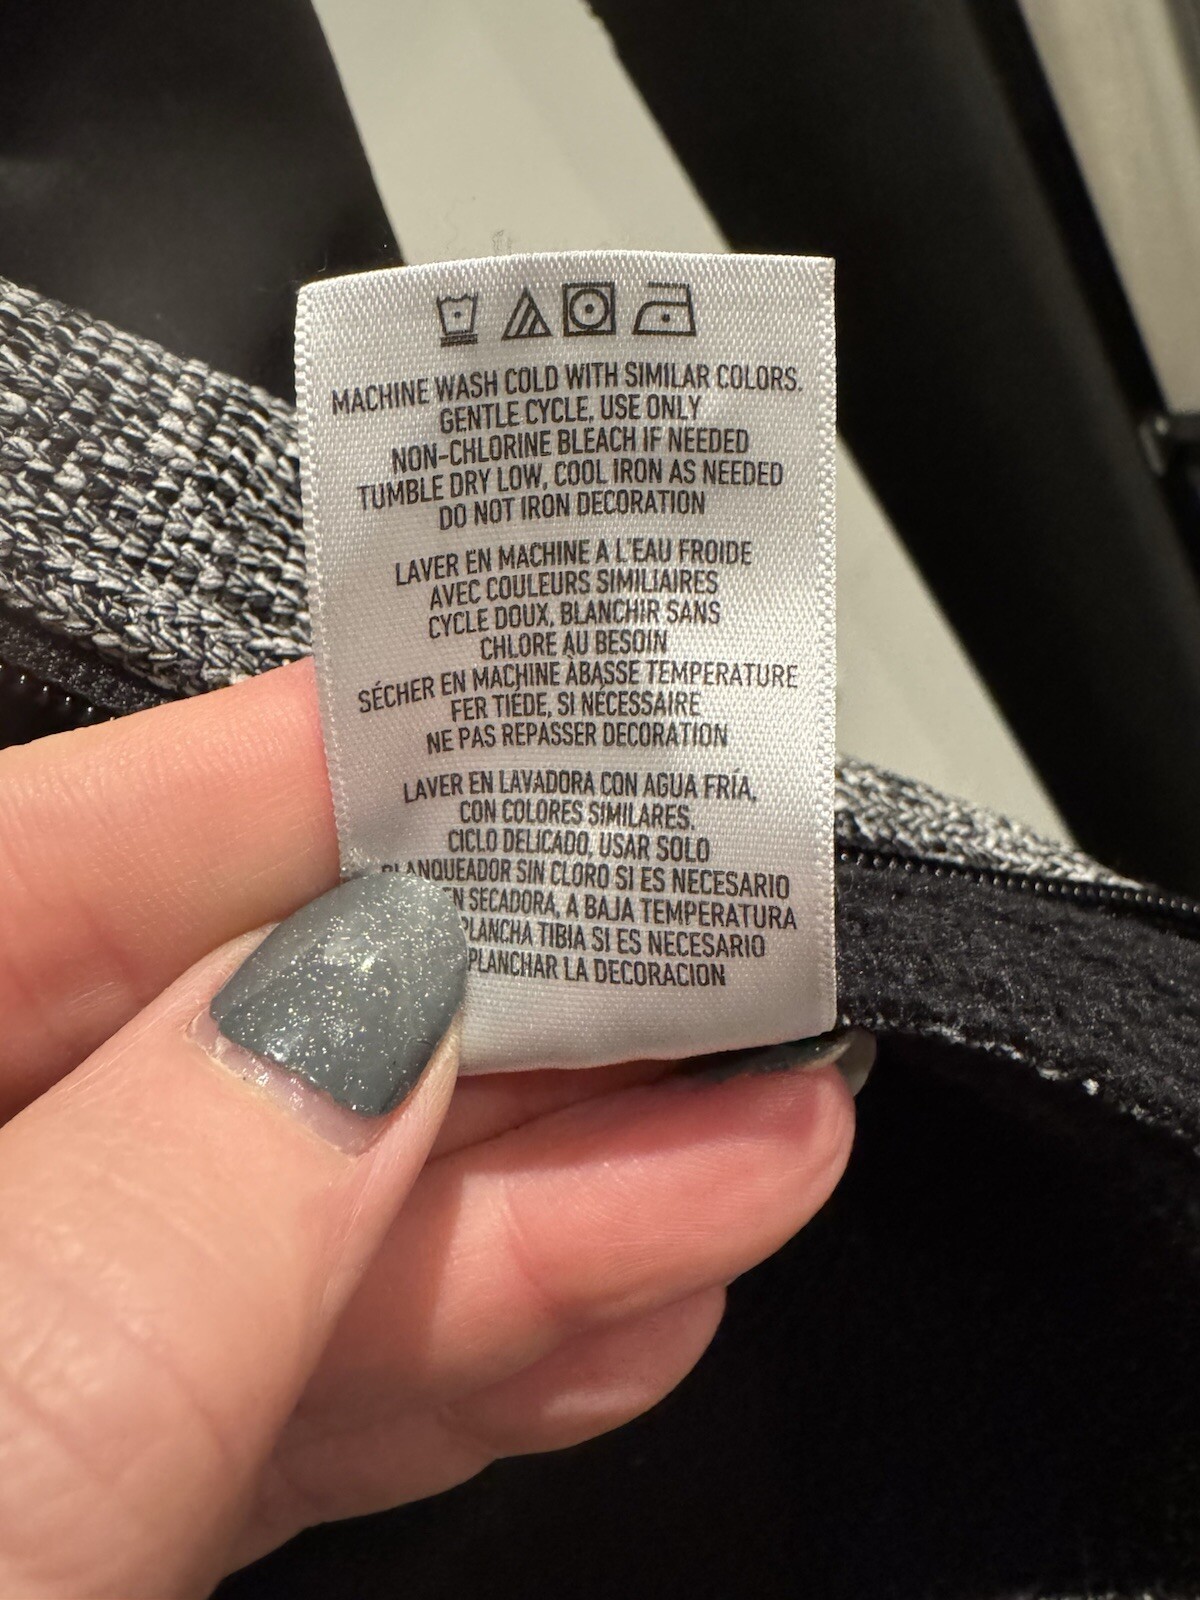 MACHINE WASH COLD WITH SIMILAR COLORS.
GENTLE CYCLE, USE ONLY
NON-CHLORINE BLEACH IF NEEDED
TUMBLE DRY LOW, COOL IRON AS NEEDED
DO NOT IRON DECORATION
LAVER EN MACHINE A L'EAU FROIDE
AVEC COULEURS SIMILIAIRES
CYCLE DOUX, BLANCHIR SANS
CHLORE AU BESOIN
SÉCHER EN MACHINE ÀBASSE TEMPERATURE
FER TIÉDE, SI NÉCESSAIRE
NE PAS REPASSER DECORATION
LAVER EN LAVADORA CON AGUA FRÍA,
CON COLORES SIMILARES,
CICLO DELICADO, USAR SOLO
BLANQUEADOR SIN CLORO SI ES NECESARIO
EN SECADORA, A BAJA TEMPERATURA
PLANCHA TIBIA SI ES NECESARIO
PLANCHAR LA DECORACION